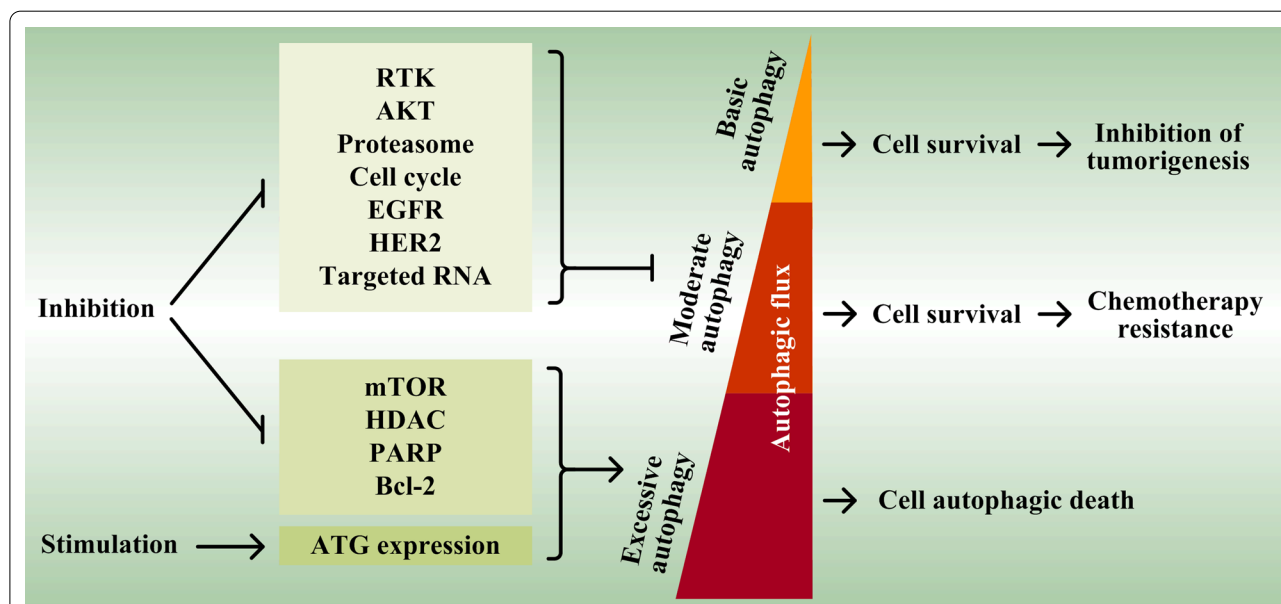 RTK
AKT
Proteasome
Cell cycle
EGFR
HER2
Targeted RNA
Inhibition
mTOR
HDAC
PARP
Bcl-2
Stimulation
ATG expression
Basic
autophagy
Moderate
autophagy
Excessive
autophagy
Autophagic flux
Cell survival
Inhibition of
tumorigenesis
Cell survival
Chemotherapy
resistance
Cell autophagic death